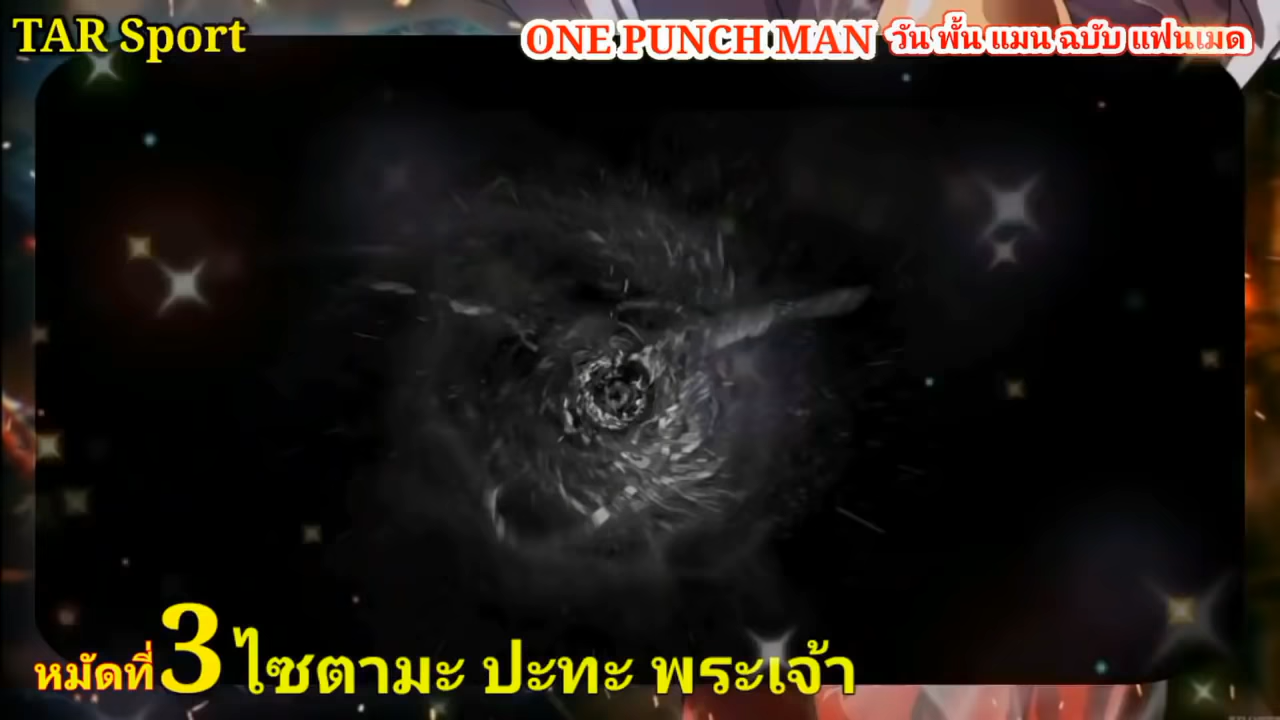 TAR Sport
ONE PUNCH MAN วัน พั้น แมน ฉบับ แฟนเมด
หมัดที่ 3 ไซตามะ ปะทะ พระเจ้า